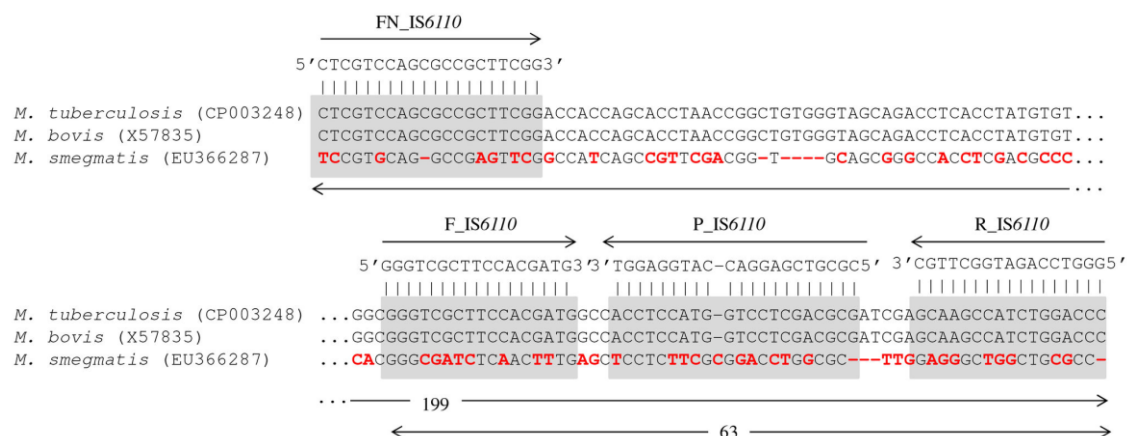 FN_IS6110
5’CTCGTCCAGCGCCGCTTCGG3’
M. tuberculosis (CP003248) CTCGTCCAGCGCCGCTTCGGACCACCAGCACCTAACCGGCTGTGGGTAGCAGACCTCACCTATGTGT...
M. bovis (X57835) CTCGTCCAGCGCCGCTTCGGACCACCAGCACCTAACCGGCTGTGGGTAGCAGACCTCACCTATGTGT...
M. smegmatis (EU366287) TCCGTGCAG-GCCGAGTTCGGCCATCAGCCGTTCGACGG-T----GCAGCGGGCCACCTCGACGCCC...
...
F_IS6110 P_IS6110 R_IS6110
5’GGGTCGCTTCCACGATG3’3’TGGAGGTAC-CAGGAGCTGCGC5’ 3’CGTTCGGTAGACCTGGG5’
M. tuberculosis (CP003248) ...GGCGGGTCGCTTCCACGATGGCCACCTCCATG-GTCCTCGACGCGATCGAGCAAGCCATCTGGACCC
M. bovis (X57835) GGCGGGTCGCTTCCACGATGGCCACCTCCATG-GTCCTCGACGCGATCGAGCAAGCCATCTGGACCC
M. smegmatis (EU366287) CACGGGCGATCTCAACTTTGAGCTCCTCTTCGCGGACCTGGCGC---TTGGAGGGCTGGCTGCGCC-
... 199
63